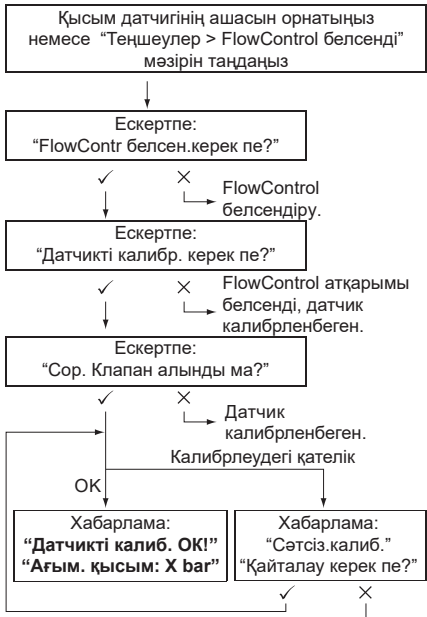 Қысым датчигінің ашасын орнатыңыз
немесе “Теңшеулер > FlowControl белсенді”
мәзірін таңдаңыз
Ескертпе:
“FlowContr белсен.керек пе?”
FlowControl
белсендіру.
Ескертпе:
“Датчикті калибр. керек пе?”
FlowControl атқарымы
белсенді, датчик
калибрленбеген.
Ескертпе:
“Сор. Клапан алынды ма?”
Датчик
калибрленбеген.
Калибрлеудегі қателік
OK
Хабарлама:
“Датчикті калиб. OК!”
“Ағым. қысым: X bar”
Хабарлама:
“Сәтсіз.калиб.”
“Қайталау керек пе?”